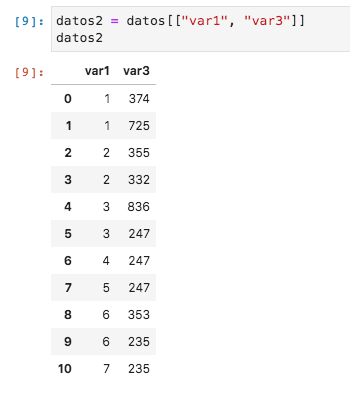 [9]: datos2 = datos[["var1", "var3"]]
datos2
[9]: var1 var3
0 1 374
1 1 725
2 2 355
3 2 332
4 3 836
5 3 247
6 4 247
7 5 247
8 6 353
9 6 235
10 7 235